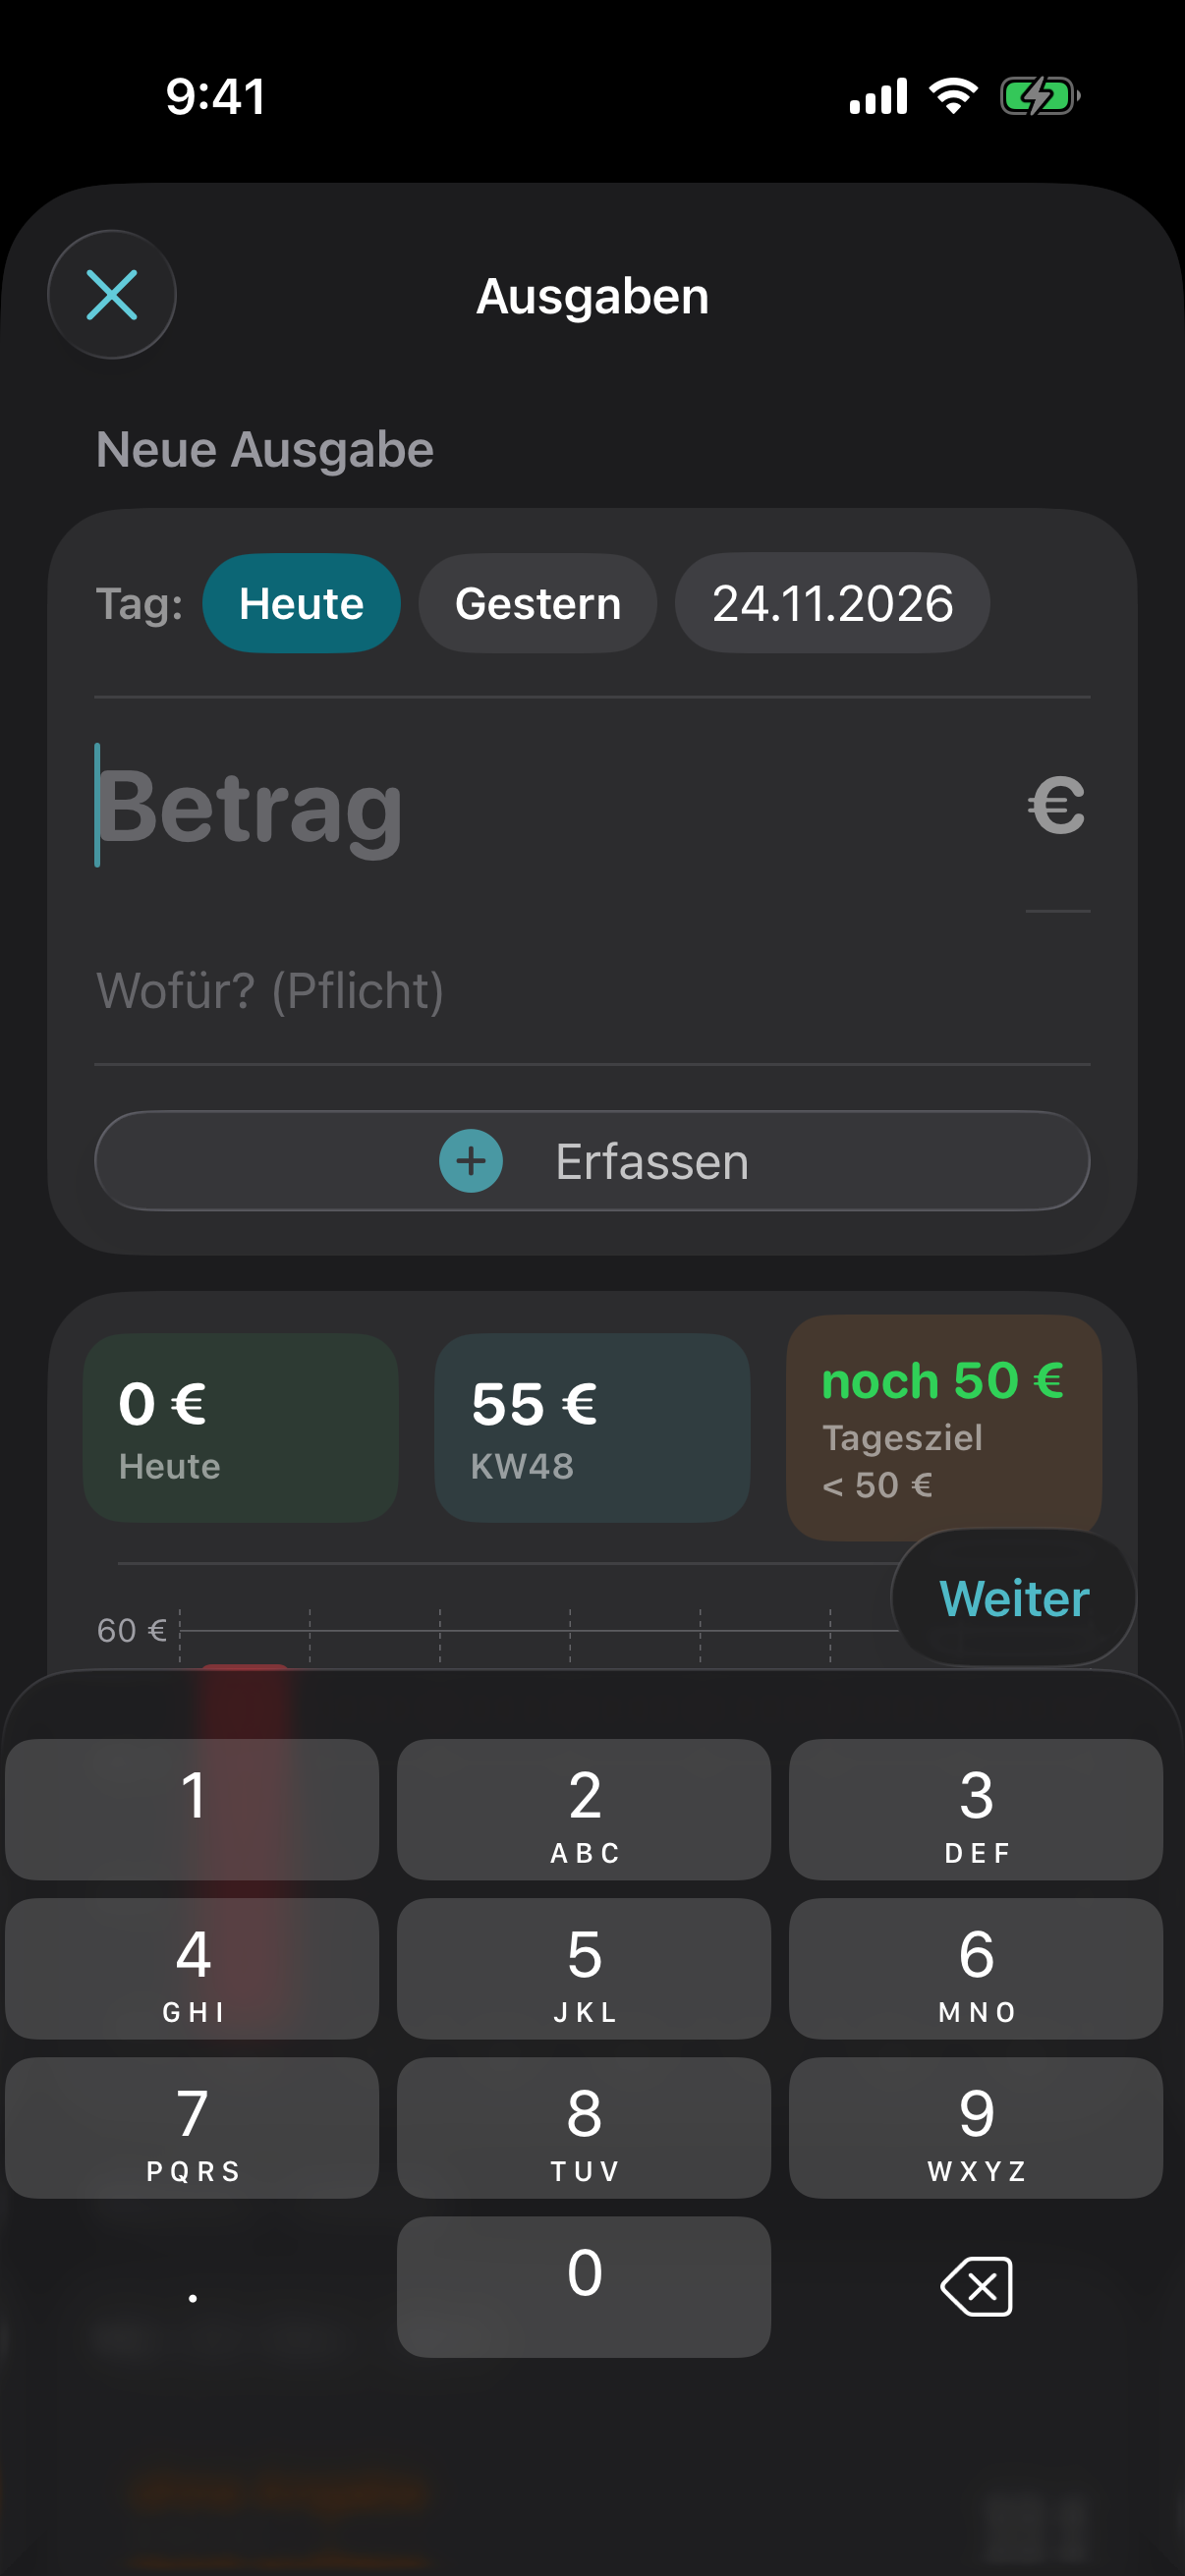 9:41
Ausgaben
Neue Ausgabe
Tag: Heute Gestern 24.11.2026
Betrag €
Wofür? (Pflicht)
Erfassen
0 €
Heute
55 €
KW48
noch 50 €
Tagesziel
< 50 €
Weiter
60 €
1
2
ABC
3
DEF
4
GHI
5
JKL
6
MNO
7
PQRS
8
TUV
9
WXYZ
.
0